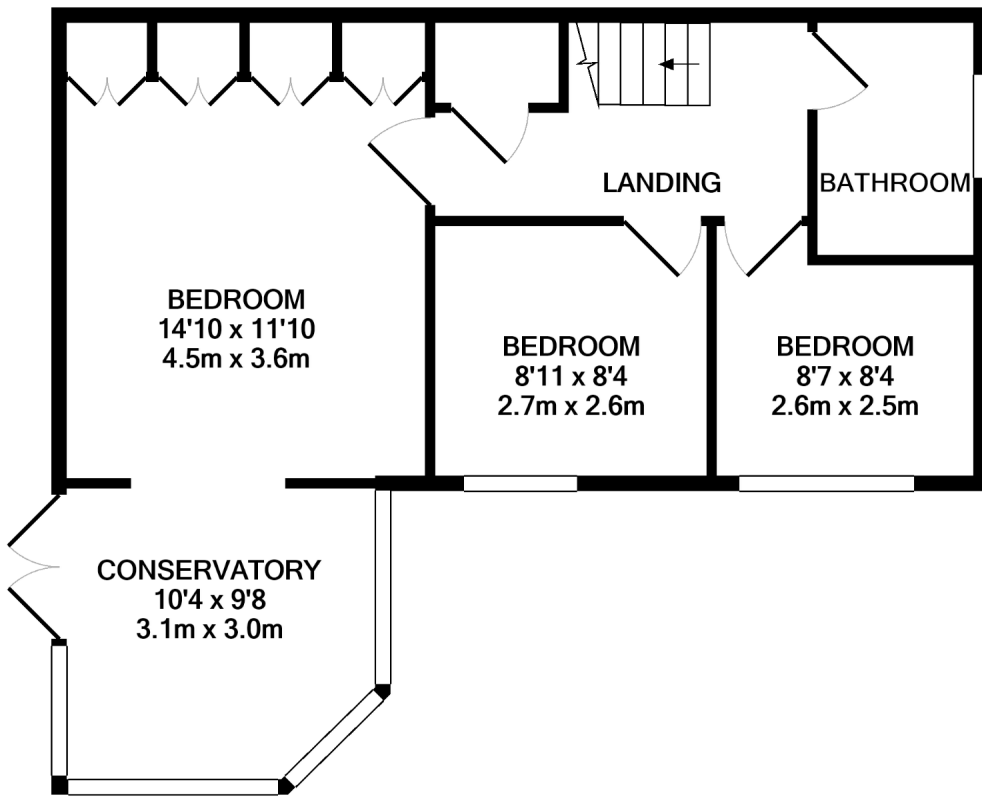 LANDING
BATHROOM
BEDROOM
14'10 x 11'10
4.5m x 3.6m
BEDROOM
8'11 x 8'4
2.7m x 2.6m
BEDROOM
8'7 x 8'4
2.6m x 2.5m
CONSERVATORY
10'4 x 9'8
3.1m x 3.0m